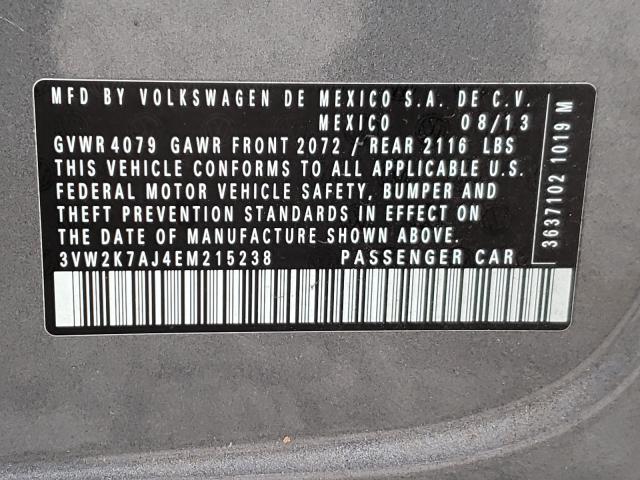 MFD BY VOLKSWAGEN DE MEXICO S.A. DE C.V.
MEXICO 08/13
GVWR 4079 GAWR FRONT 2072 / REAR 2116 LBS
THIS VEHICLE CONFORMS TO ALL APPLICABLE U.S.
FEDERAL MOTOR VEHICLE SAFETY, BUMPER AND
THEFT PREVENTION STANDARDS IN EFFECT ON
THE DATE OF MANUFACTURE SHOWN ABOVE.
3VW2K7AJ4EM215238 PASSENGER CAR
3637102 1019 M